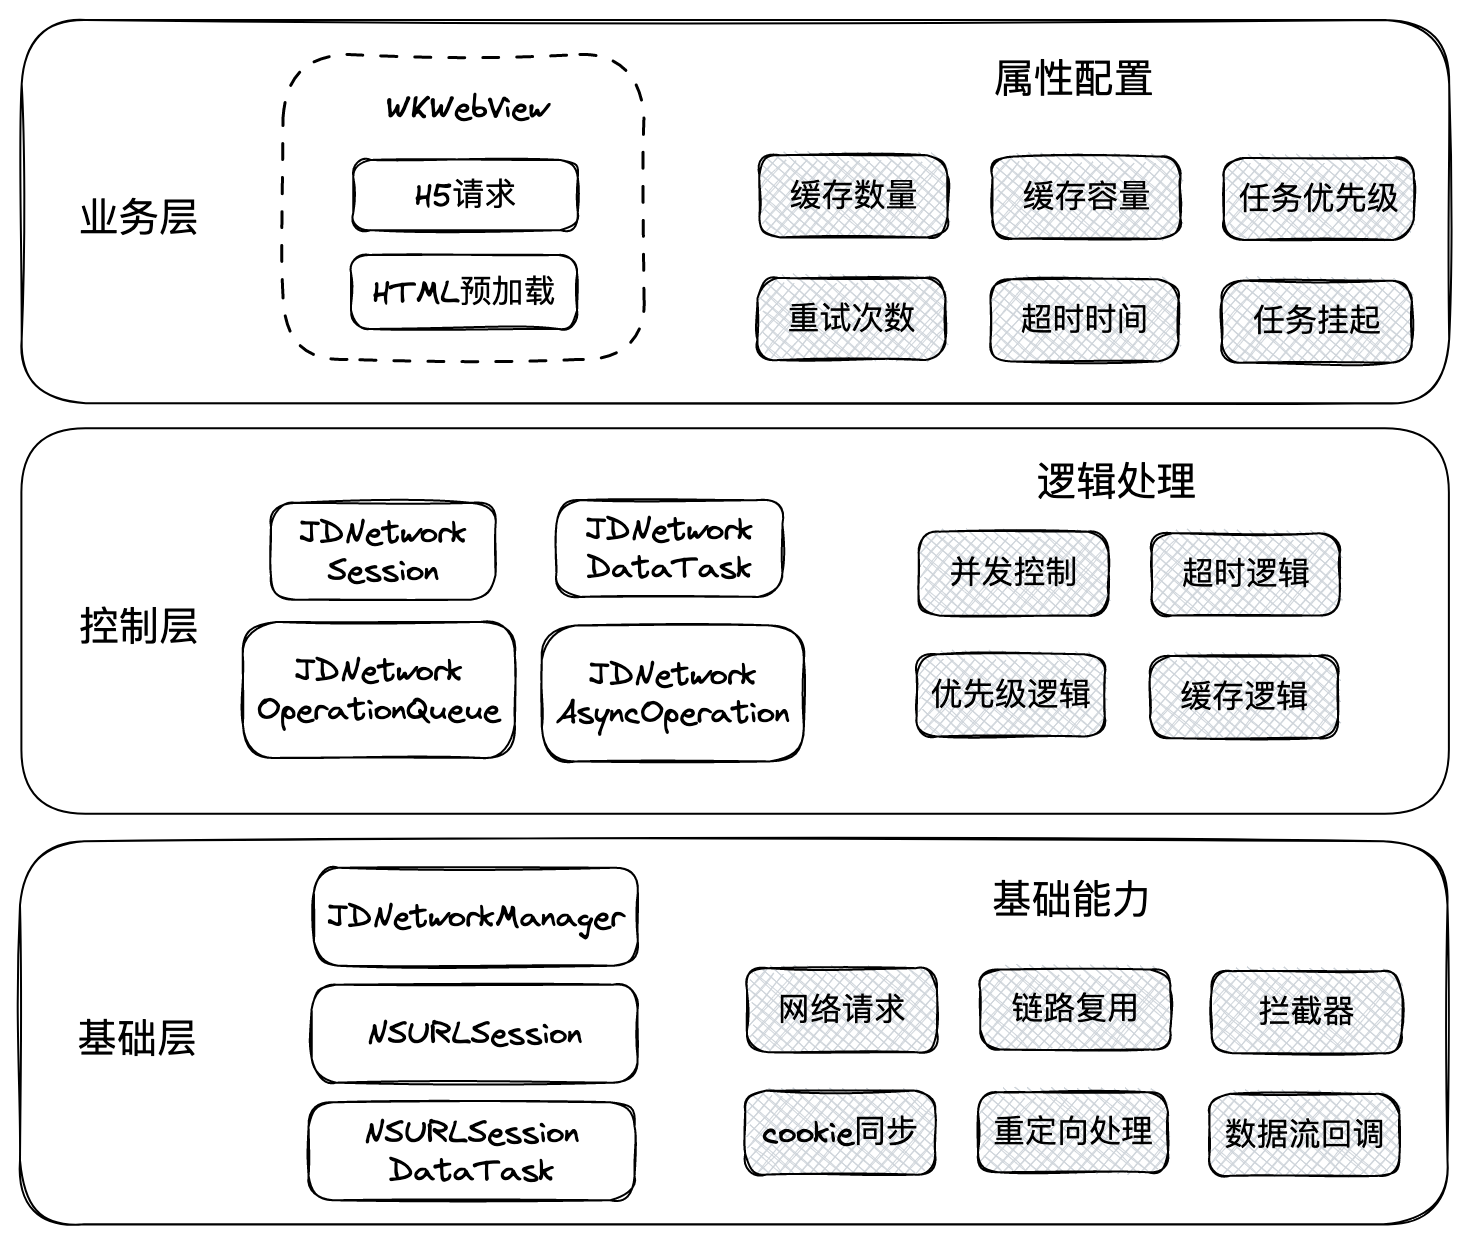 业务层
WKWebView
H5请求
HTML预加载
属性配置
缓存数量
缓存容量
任务优先级
重试次数
超时时间
任务挂起
控制层
JDNetwork
Session
JDNetwork
DataTask
JDNetwork
OperationQueue
JDNetwork
AsyncOperation
逻辑处理
并发控制
超时逻辑
优先级逻辑
缓存逻辑
基础层
JDNetworkManager
NSURLSession
NSURLSession
DataTask
基础能力
网络请求
链路复用
拦截器
cookie同步
重定向处理
数据流回调